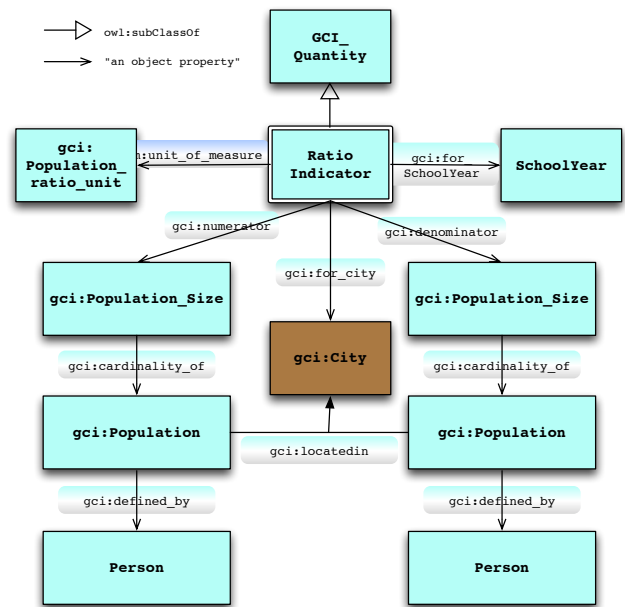 owl:subClassOf
"an object property"
GCI_
Quantity
gci:
Population_
ratio_unit
n:unit_of_measure
Ratio
Indicator
gci:for_
SchoolYear
SchoolYear
gci:numerator
gci:denominator
gci:for_city
gci:Population_Size
gci:Population_Size
gci:City
gci:cardinality_of
gci:cardinality_of
gci:Population
gci:Population
gci:locatedin
gci:defined_by
gci:defined_by
Person
Person